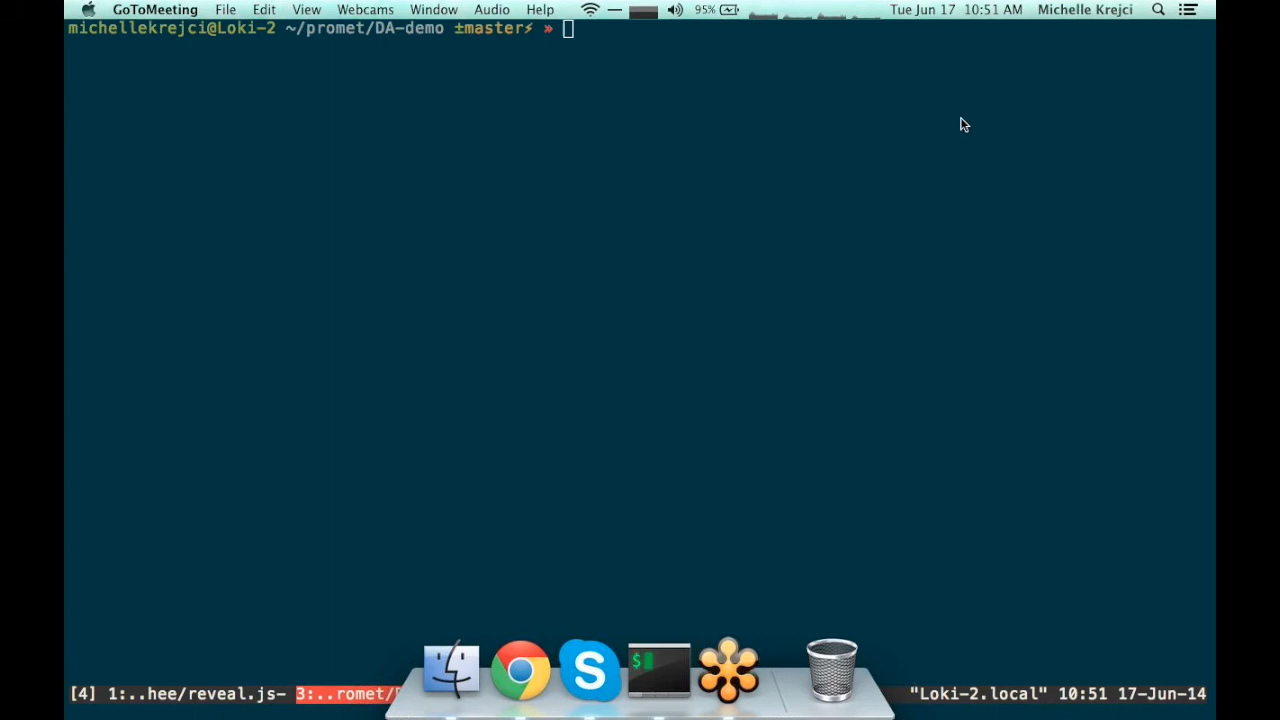 GoToMeeting File Edit View Webcams Window Audio Help 95% Tue Jun 17 10:51 AM Michelle Krejci
michellekrejci@Loki-2 ~/promet/DA-demo ±master⚡ »
$
S
[4] 1:..hee/reveal.js- 3:..romet/ "Loki-2.local" 10:51 17-Jun-14